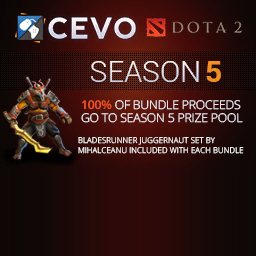 CEVO DOTA 2
SEASON 5
100% OF BUNDLE PROCEEDS
GO TO SEASON 5 PRIZE POOL
BLADESRUNNER JUGGERNAUT SET BY
MIHALCEANU INCLUDED WITH EACH BUNDLE